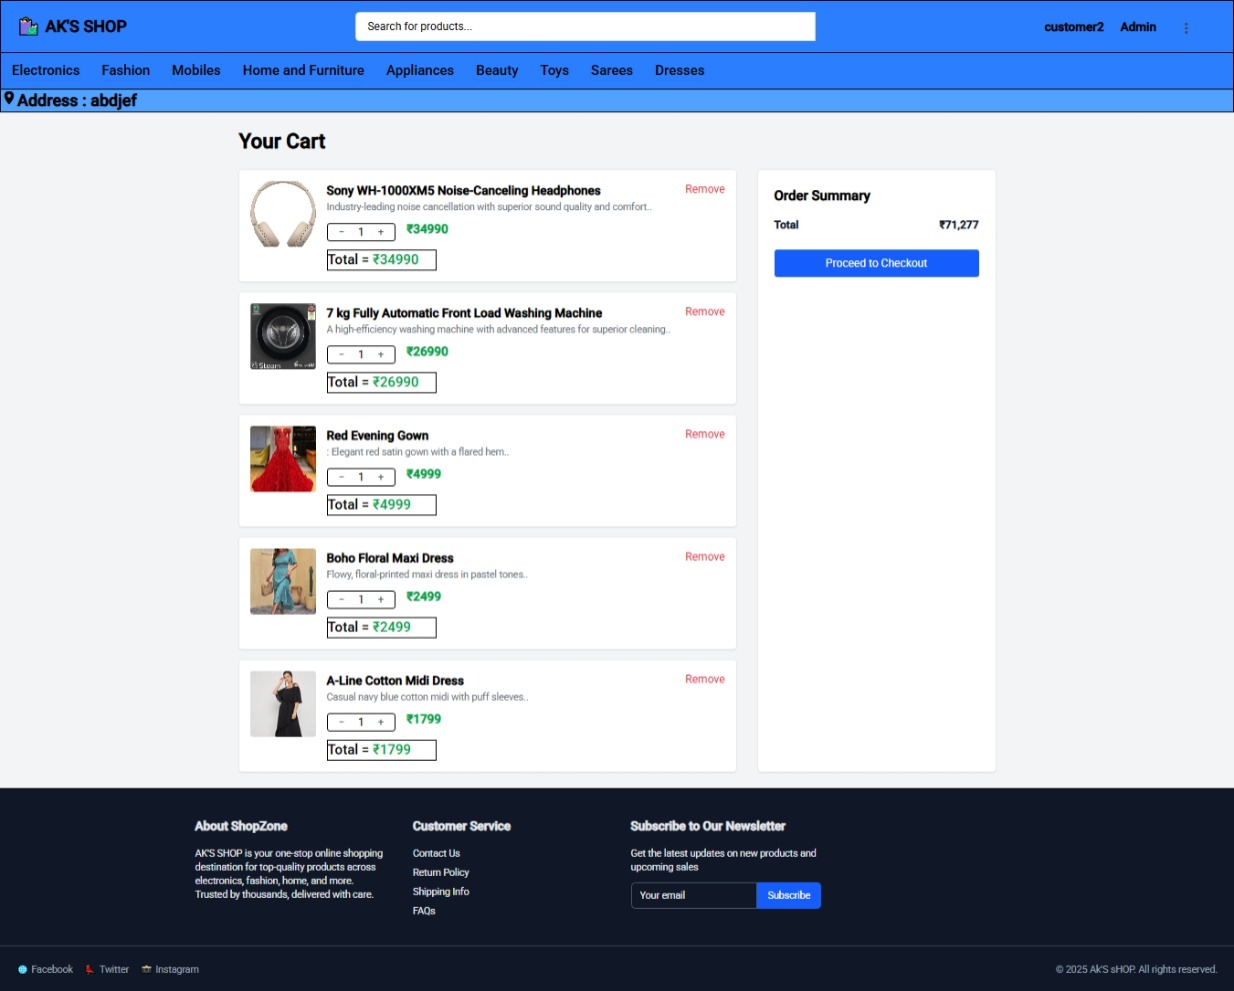 AK'S SHOP
Search for products...
customer2 Admin
Electronics Fashion Mobiles Home and Furniture Appliances Beauty Toys Sarees Dresses
Address : abdjef
Your Cart
Sony WH-1000XM5 Noise-Canceling Headphones
Remove
Industry-leading noise cancellation with superior sound quality and comfort..
- 1 + ₹34990
Total = ₹34990
7 kg Fully Automatic Front Load Washing Machine
Remove
A high-efficiency washing machine with advanced features for superior cleaning..
- 1 + ₹26990
Total = ₹26990
Steam
Red Evening Gown
Remove
: Elegant red satin gown with a flared hem..
- 1 + ₹4999
Total = ₹4999
Boho Floral Maxi Dress
Remove
Flowy, floral-printed maxi dress in pastel tones..
- 1 + ₹2499
Total = ₹2499
A-Line Cotton Midi Dress
Remove
Casual navy blue cotton midi with puff sleeves..
- 1 + ₹1799
Total = ₹1799
Order Summary
Total ₹71,277
Proceed to Checkout
About ShopZone
AK'S SHOP is your one-stop online shopping
destination for top-quality products across
electronics, fashion, home, and more.
Trusted by thousands, delivered with care.
Customer Service
Contact Us
Return Policy
Shipping Info
FAQs
Subscribe to Our Newsletter
Get the latest updates on new products and
upcoming sales
Your email Subscribe
Facebook Twitter Instagram
© 2025 Ak'S sHOP. All rights reserved.